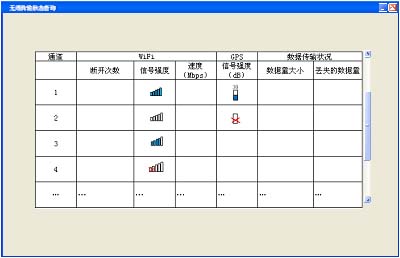 无线传输状态查询
通道 WiFi GPS 数据传输状况
断开次数 信号强度 速度 (Mbps) 信号强度 (dB) 数据量大小 丢失的数据量
1
2
3
4
… … … … … … …